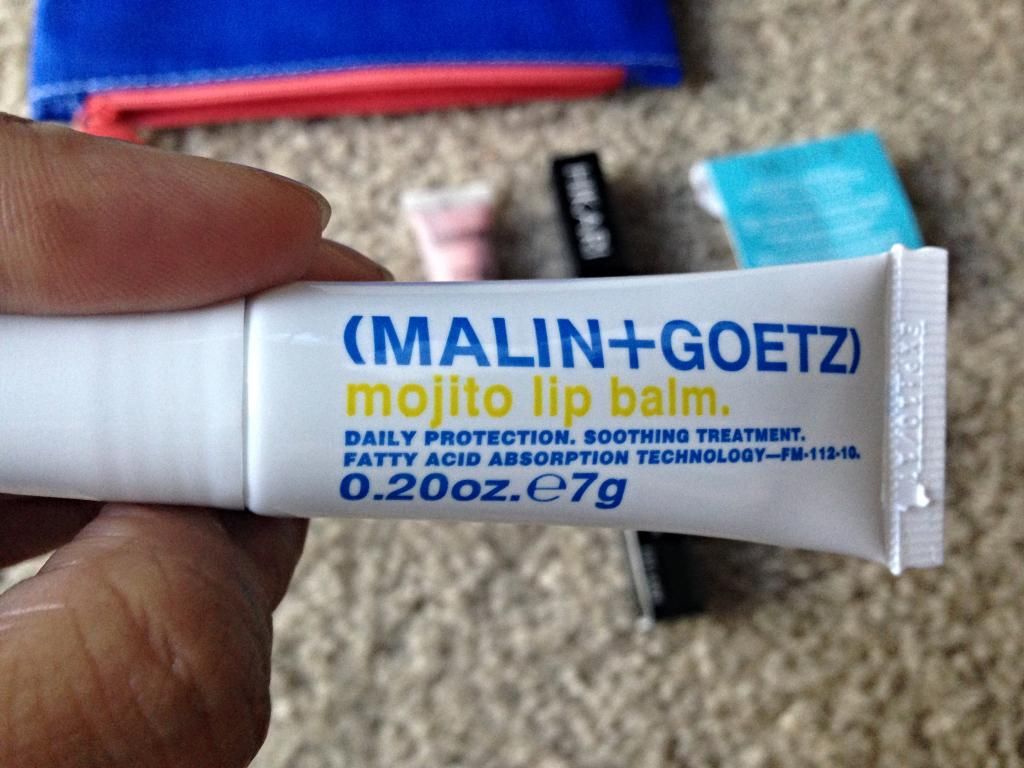 (MALIN+GOETZ)
mojito lip balm.
DAILY PROTECTION. SOOTHING TREATMENT.
FATTY ACID ABSORPTION TECHNOLOGY—FM-112-10.
0.20oz.℮7g
HIKARI